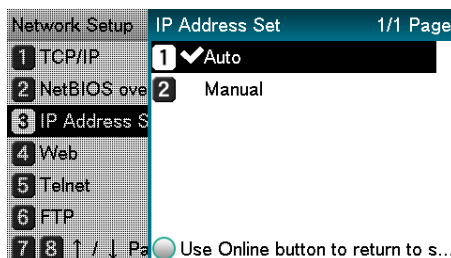 Network Setup
1 TCP/IP
2 NetBIOS ove
3 IP Address S
4 Web
5 Telnet
6 FTP
7 8 ↑ / ↓ Pa
IP Address Set 1/1 Page
1 ✔Auto
2 Manual
Use Online button to return to s...